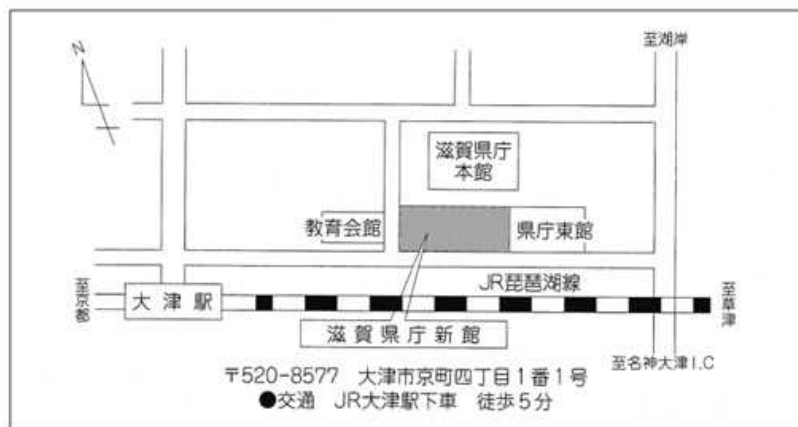 N
至湖岸
滋賀県庁
本館
教育会館
県庁東館
JR琵琶湖線
至京都
大津駅
至草津
滋賀県庁新館
至名神大津I.C
〒520-8577 大津市京町四丁目1番1号
●交通 JR大津駅下車 徒歩5分